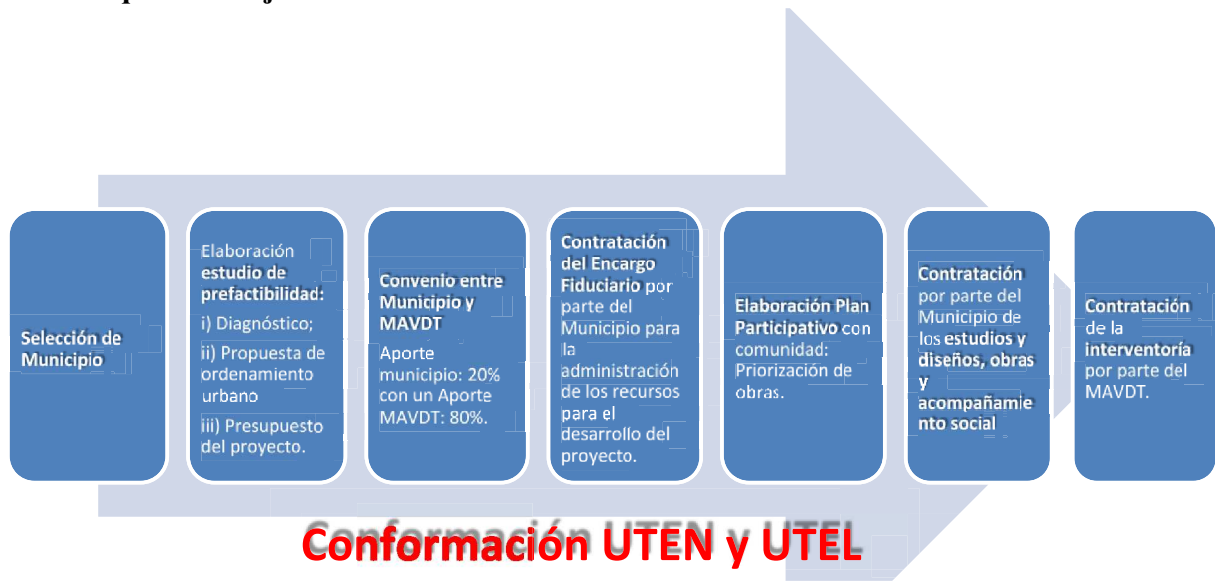 Selección de
Municipio
Elaboración
estudio de
prefactibilidad:
i) Diagnóstico;
ii) Propuesta de
ordenamiento
urbano
iii) Presupuesto
del proyecto.
Convenio entre
Municipio y
MAVDT
Aporte
municipio: 20%
con un Aporte
MAVDT: 80%.
Contratación
del Encargo
Fiduciario por
parte del
Municipio para
la
administración
de los recursos
para el
desarrollo del
proyecto.
Elaboración Plan
Participativo con
comunidad:
Priorización de
obras.
Contratación
por parte del
Municipio de
los estudios y
diseños, obras
y
acompañamie
nto social
Contratación
de la
interventoría
por parte del
MAVDT.
Conformación UTEN y UTEL